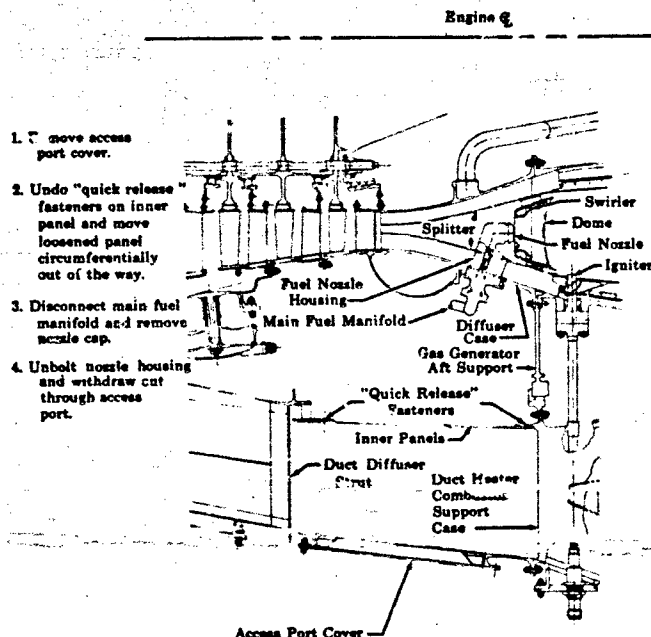 Engine ℄
1. move access
port cover.
2. Undo "quick release"
fasteners on inner
panel and move
loosened panel
circumferentially
out of the way.
3. Disconnect main fuel
manifold and remove
nozzle cap.
4. Unbolt nozzle housing
and withdraw out
through access
port.
Swirler
Splitter
Dome
Fuel Nozzle
Igniter
Fuel Nozzle
Housing
Main Fuel Manifold
Diffuser
Case
Gas Generator
Aft Support
"Quick Release"
Fasteners
Inner Panels
Duct Diffuser
Strut
Duct Heater
Support
Case
Access Port Cover